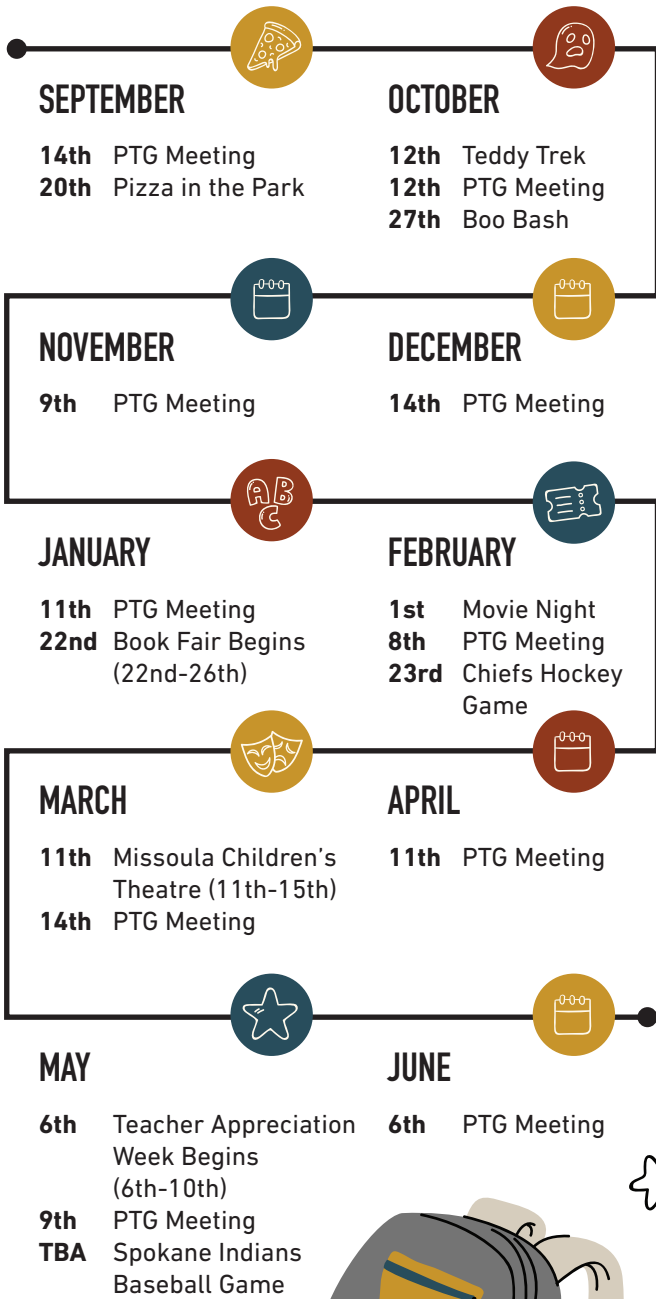 SEPTEMBER
14th PTG Meeting
20th Pizza in the Park
OCTOBER
12th Teddy Trek
12th PTG Meeting
27th Boo Bash
NOVEMBER
9th PTG Meeting
DECEMBER
14th PTG Meeting
A B
C
JANUARY
11th PTG Meeting
22nd Book Fair Begins
(22nd-26th)
FEBRUARY
1st Movie Night
8th PTG Meeting
23rd Chiefs Hockey
Game
MARCH
11th Missoula Children's
Theatre (11th-15th)
14th PTG Meeting
APRIL
11th PTG Meeting
MAY
6th Teacher Appreciation
Week Begins
(6th-10th)
9th PTG Meeting
TBA Spokane Indians
Baseball Game
JUNE
6th PTG Meeting